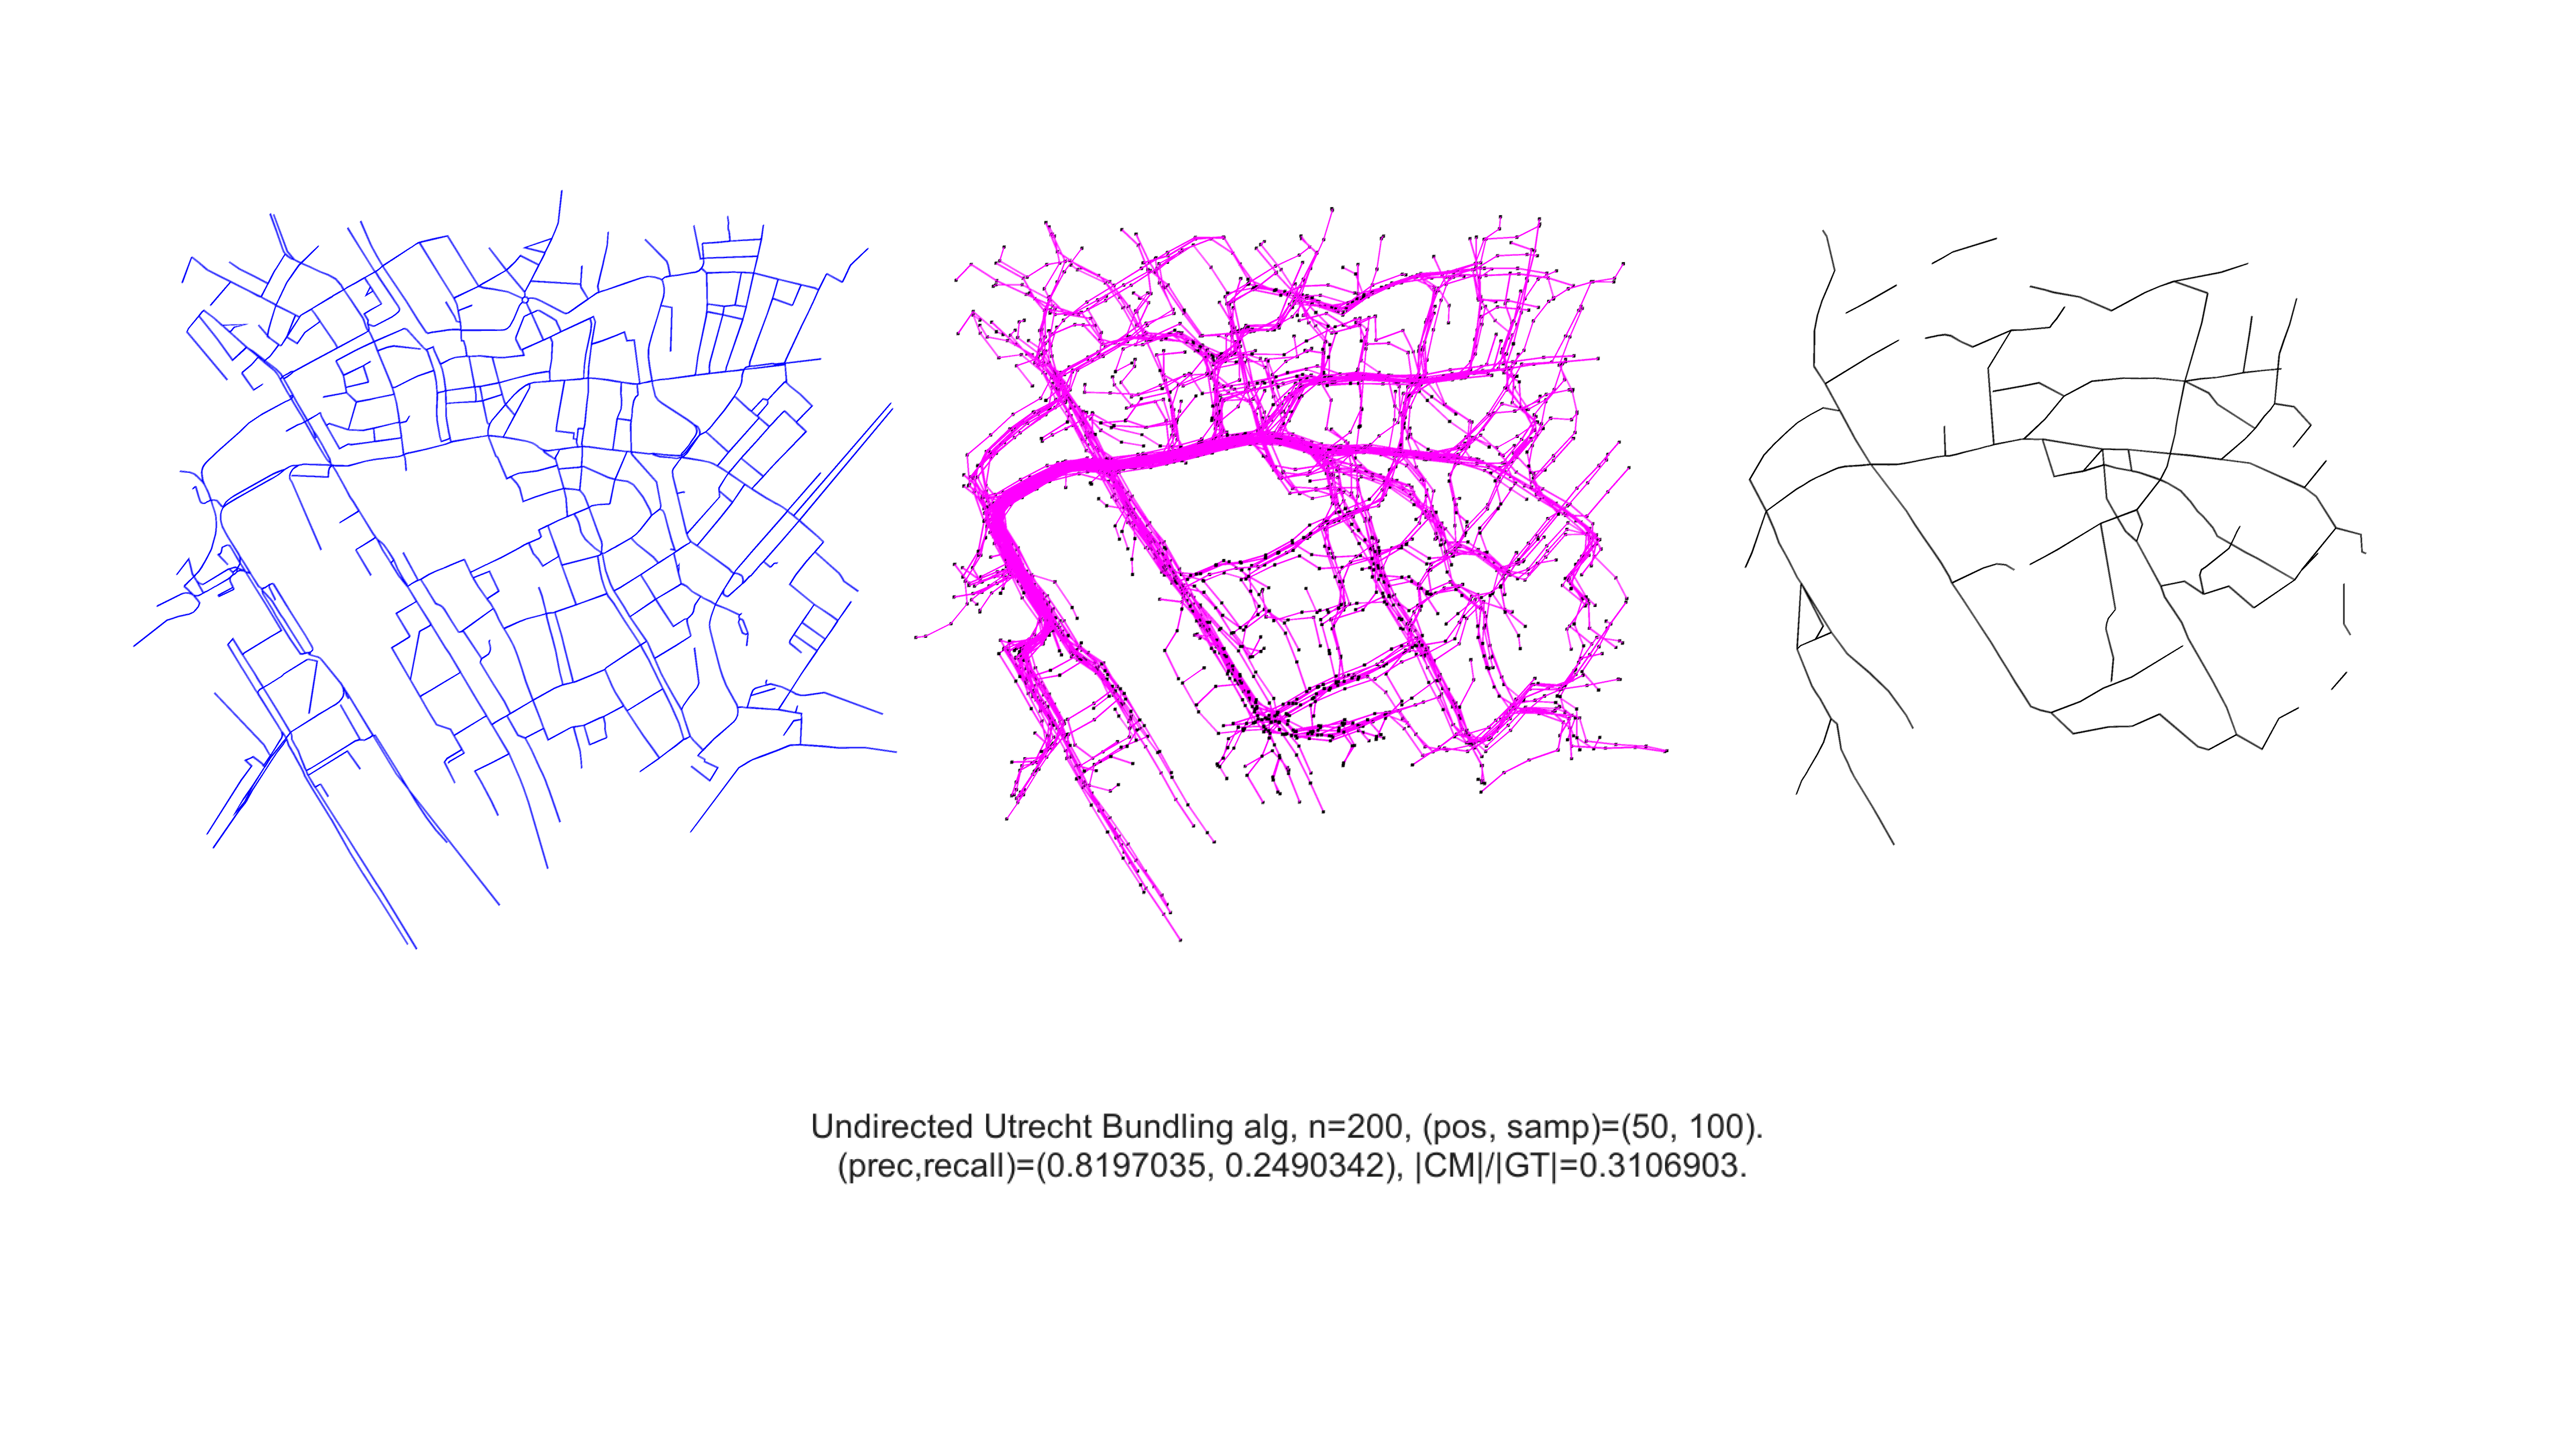 Undirected Utrecht Bundling alg, n=200, (pos, samp)=(50, 100).
(prec,recall)=(0.8197035, 0.2490342), |CM|/|GT|=0.3106903.